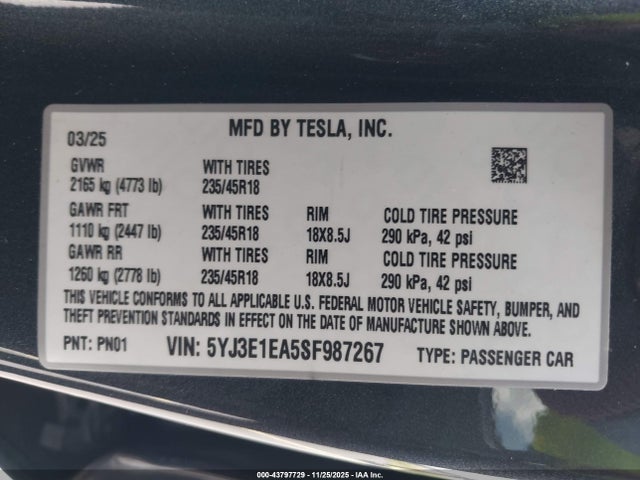 03/25 MFD BY TESLA, INC.
GVWR WITH TIRES
2165 kg (4773 lb) 235/45R18
GAWR FRT WITH TIRES RIM COLD TIRE PRESSURE
1110 kg (2447 lb) 235/45R18 18X8.5J 290 kPa, 42 psi
GAWR RR WITH TIRES RIM COLD TIRE PRESSURE
1260 kg (2778 lb) 235/45R18 18X8.5J 290 kPa, 42 psi
THIS VEHICLE CONFORMS TO ALL APPLICABLE U.S. FEDERAL MOTOR VEHICLE SAFETY, BUMPER, AND
THEFT PREVENTION STANDARDS IN EFFECT ON THE DATE OF MANUFACTURE SHOWN ABOVE.
PNT: PN01 VIN: 5YJ3E1EA5SF987267 TYPE: PASSENGER CAR
000-43797729 - 11/25/2025 - IAA Inc.